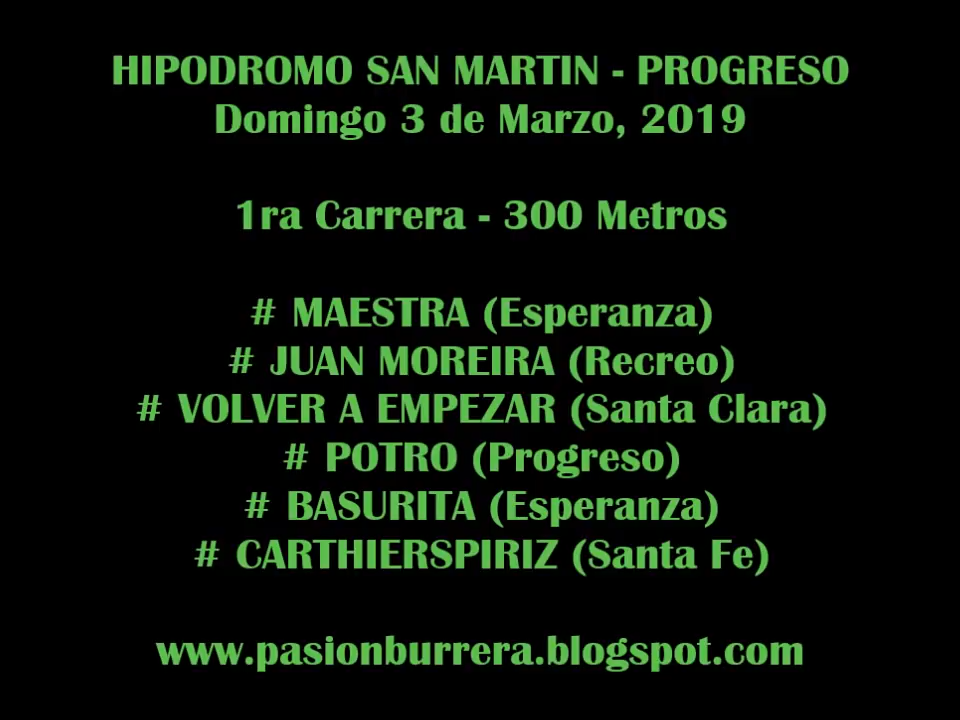 HIPODROMO SAN MARTIN - PROGRESO
Domingo 3 de Marzo, 2019
1ra Carrera - 300 Metros
# MAESTRA (Esperanza)
# JUAN MOREIRA (Recreo)
# VOLVER A EMPEZAR (Santa Clara)
# POTRO (Progreso)
# BASURITA (Esperanza)
# CARTHIERSPIRIZ (Santa Fe)
www.pasionburrera.blogspot.com